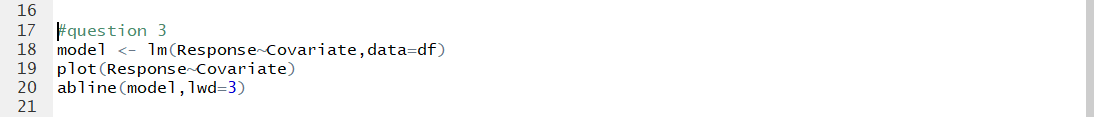 16
17 #question 3
18 model <- lm(Response~Covariate,data=df)
19 plot(Response~Covariate)
20 abline(model,lwd=3)
21